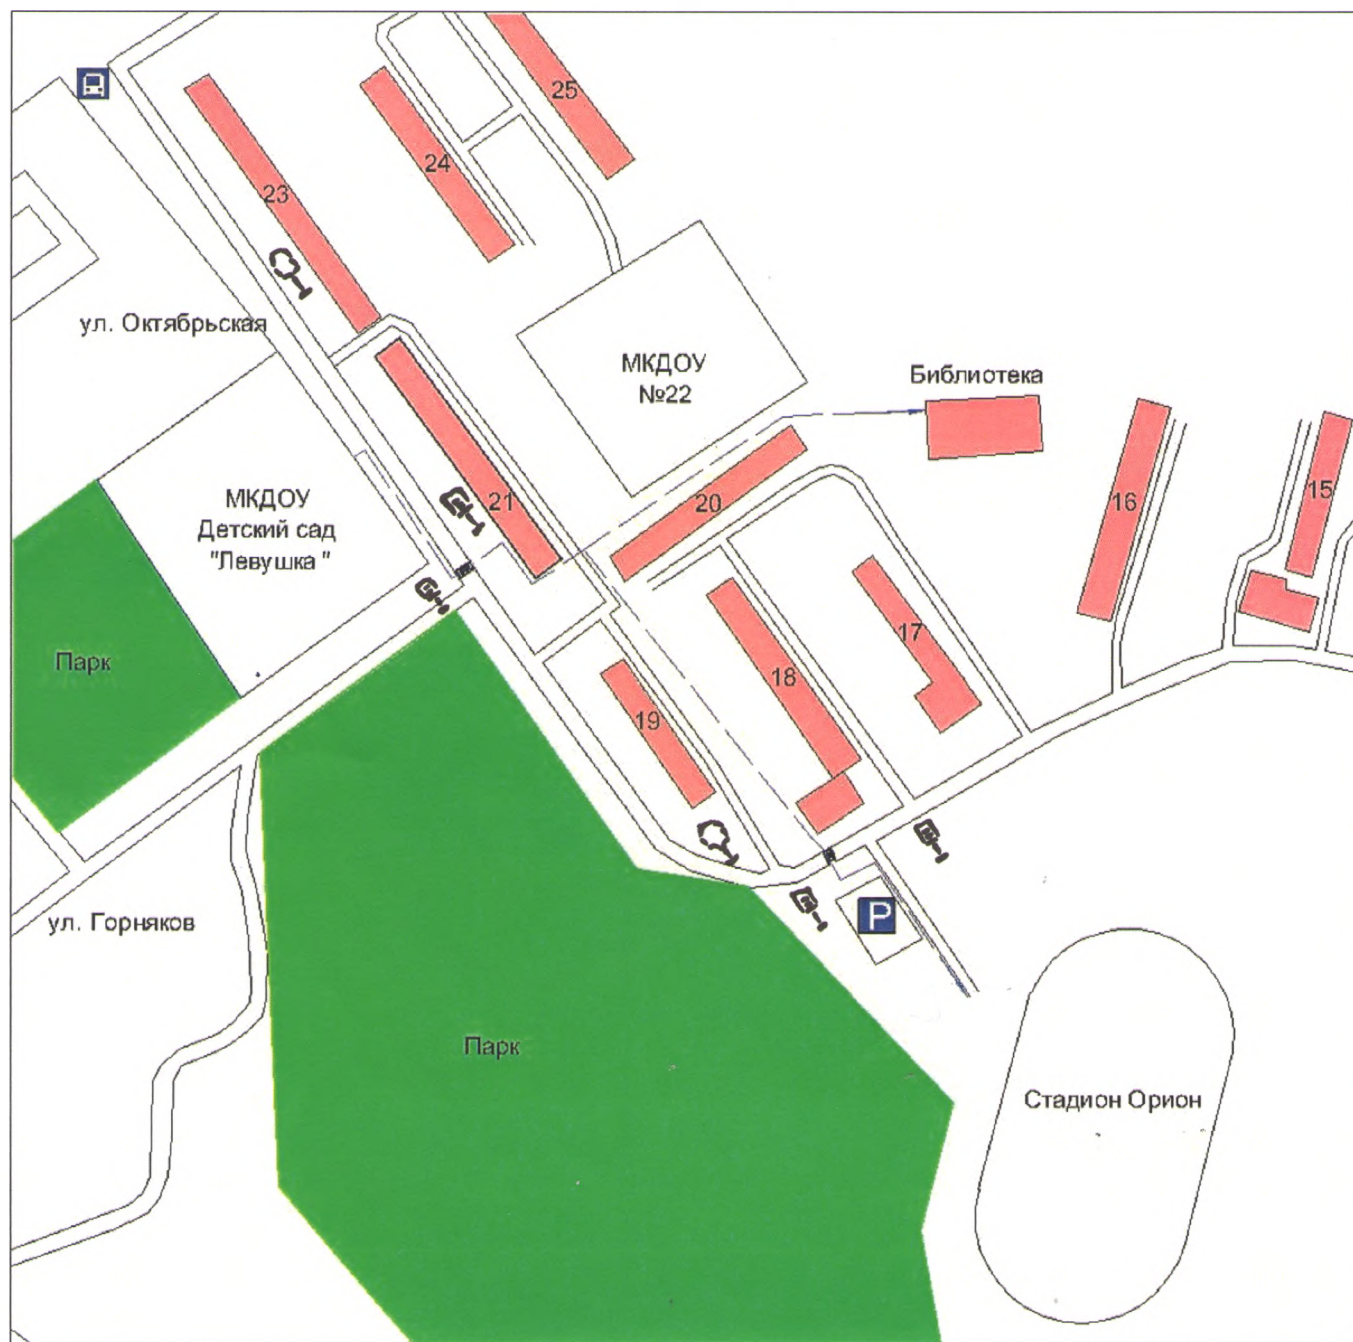 25
24
23
ул. Октябрьская
МКДОУ
№22
Библиотека
15
16
21
20
МКДОУ
Детский сад
"Левушка "
17
Парк
18
19
ул. Горняков
P
Парк
Стадион Орион